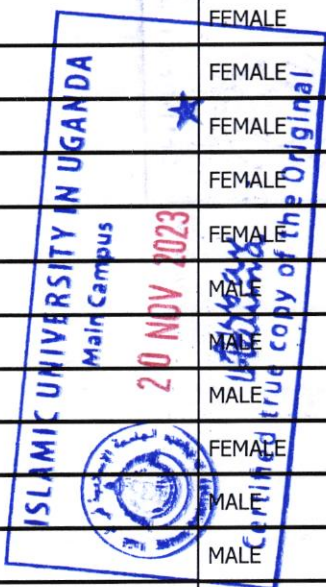 FEMALE
FEMALE
FEMALE
FEMALE
FEMALE
MALE
MALE
MALE
FEMALE
MALE
MALE
ISLAMIC UNIVERSITY IN UGANDA
Main Campus
20 NOV 2023
Certified true copy of the Original